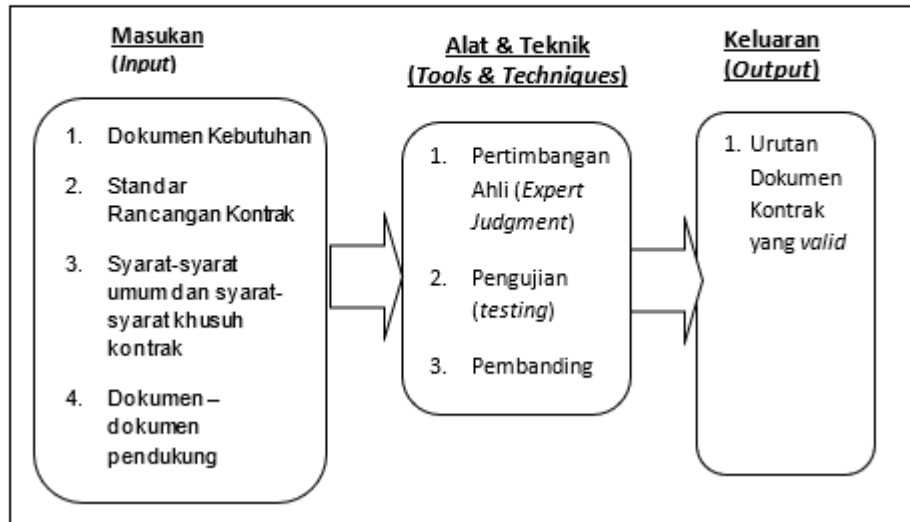 Masukan
(Input)
1. Dokumen Kebutuhan
2. Standar
Rancangan Kontrak
3. Syarat-syarat
umum dan syarat-
syarat khusuh
kontrak
4. Dokumen –
dokumen
pendukung
Alat & Teknik
(Tools & Techniques)
1. Pertimbangan
Ahli (Expert
Judgment)
2. Pengujian
(testing)
3. Pembanding
Keluaran
(Output)
1. Urutan
Dokumen
Kontrak
yang valid